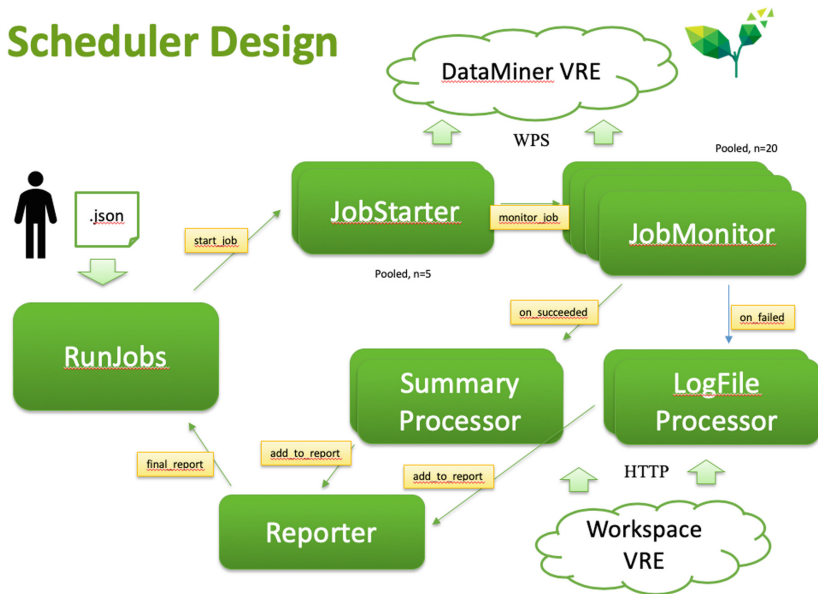 Scheduler Design
DataMiner VRE
WPS
Pooled, n=20
.json
JobStarter
monitor_job
JobMonitor
start_job
Pooled, n=5
on_succeeded
on_failed
RunJobs
Summary
Processor
LogFile
Processor
final_report
add_to_report
add_to_report
HTTP
Reporter
Workspace
VRE